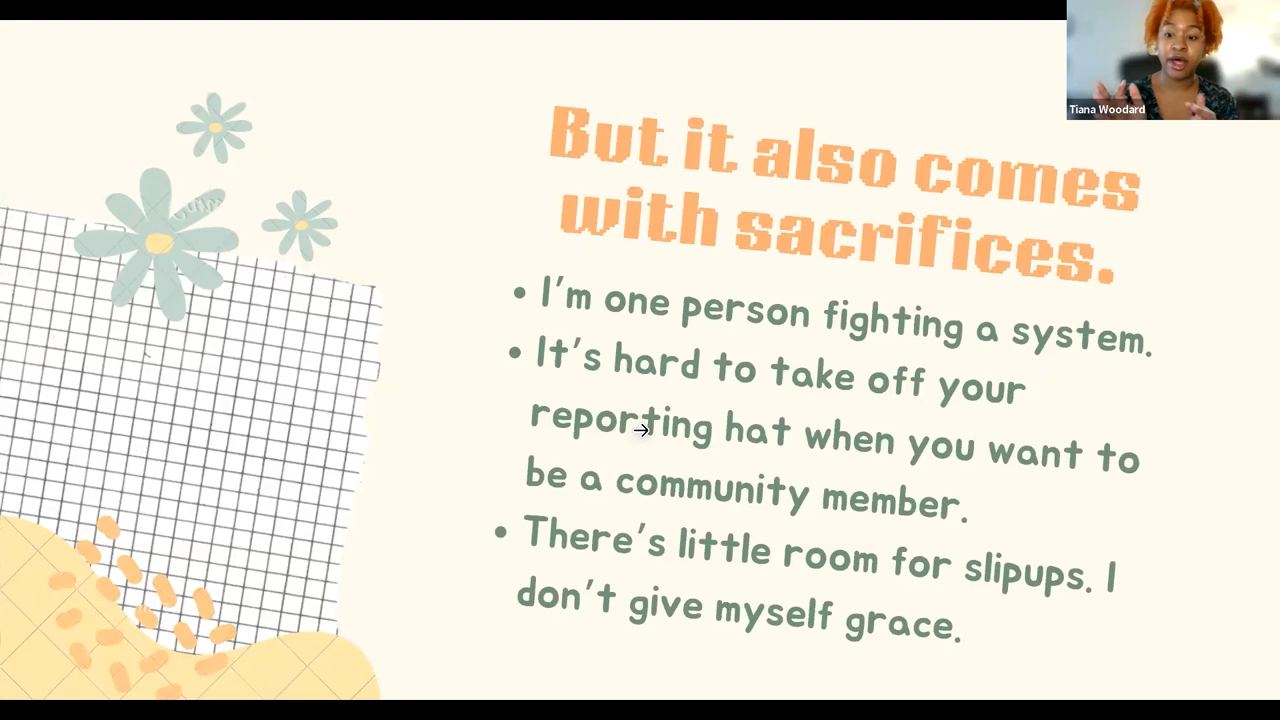 Tiana Woodard
But it also comes
with sacrifices.
• I'm one person fighting a system.
• It's hard to take off your
reporting hat when you want to
be a community member.
• There's little room for slipups. I
don't give myself grace.